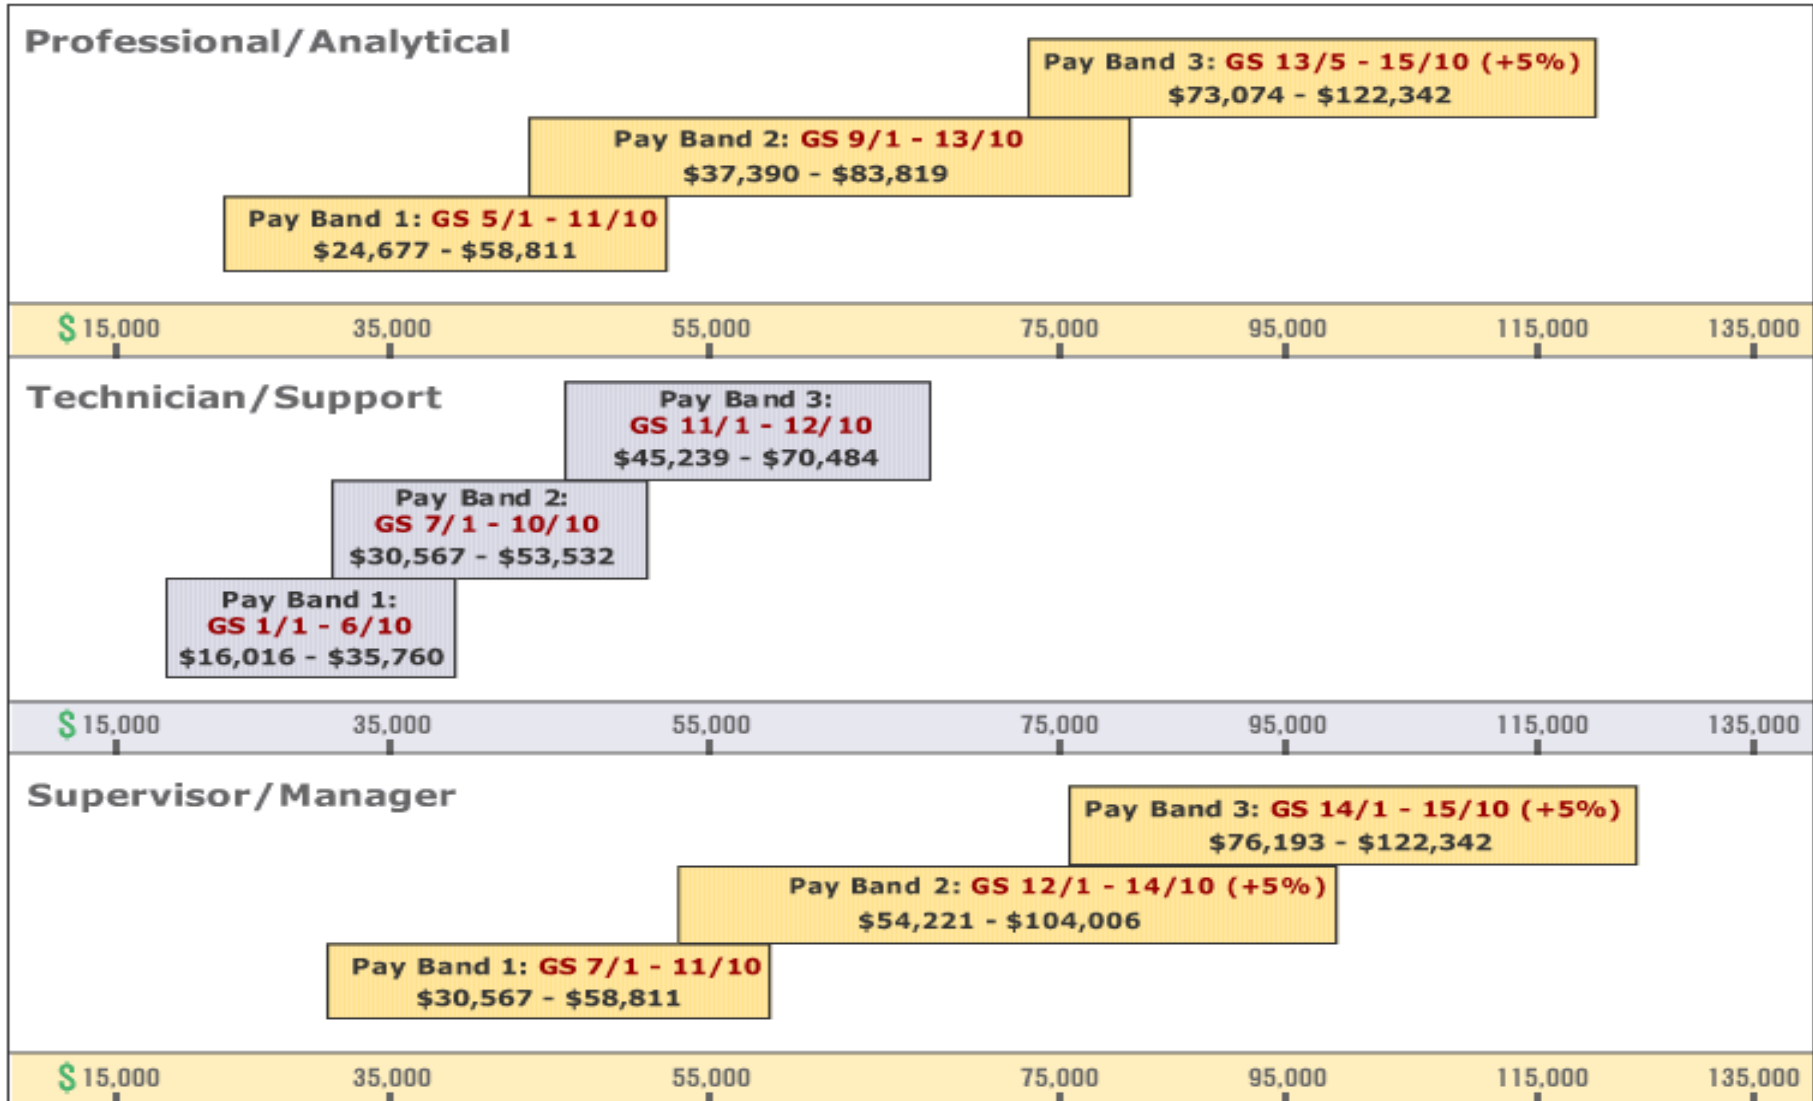 Professional/Analytical
Pay Band 3: GS 13/5 - 15/10 (+5%)
$73,074 - $122,342
Pay Band 2: GS 9/1 - 13/10
$37,390 - $83,819
Pay Band 1: GS 5/1 - 11/10
$24,677 - $58,811
$ 15,000 35,000 55,000 75,000 95,000 115,000 135,000
Technician/Support
Pay Band 3:
GS 11/1 - 12/10
$45,239 - $70,484
Pay Band 2:
GS 7/1 - 10/10
$30,567 - $53,532
Pay Band 1:
GS 1/1 - 6/10
$16,016 - $35,760
$ 15,000 35,000 55,000 75,000 95,000 115,000 135,000
Supervisor/Manager
Pay Band 3: GS 14/1 - 15/10 (+5%)
$76,193 - $122,342
Pay Band 2: GS 12/1 - 14/10 (+5%)
$54,221 - $104,006
Pay Band 1: GS 7/1 - 11/10
$30,567 - $58,811
$ 15,000 35,000 55,000 75,000 95,000 115,000 135,000